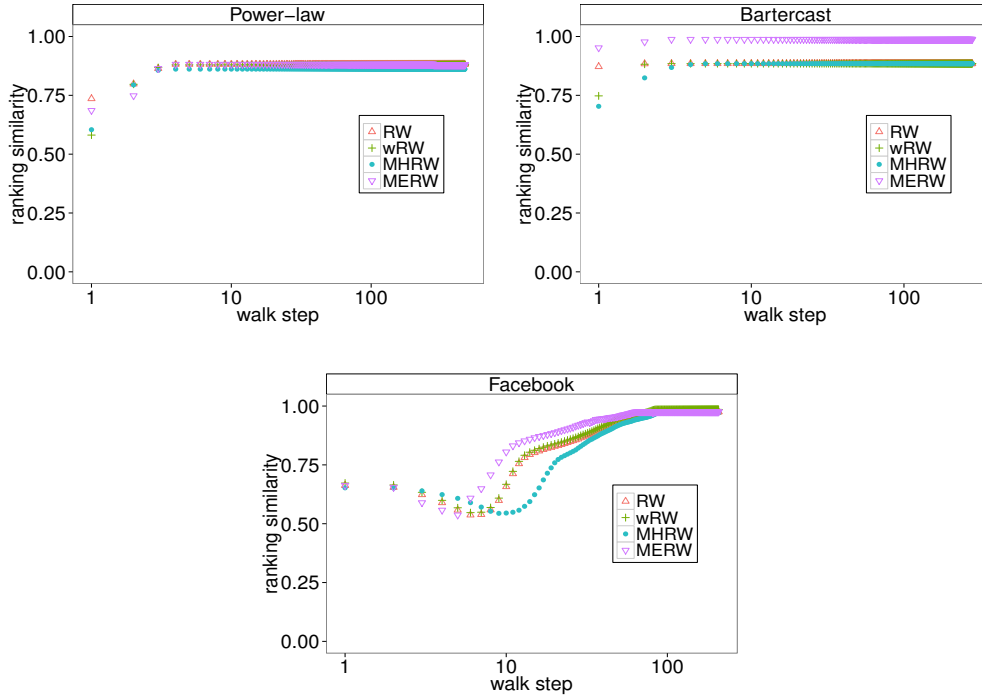 Power−law
1.00
0.75
0.50
0.25
0.00
ranking similarity
RW
wRW
MHRW
MERW
1 10 100
walk step
Bartercast
1.00
0.75
0.50
0.25
0.00
ranking similarity
RW
wRW
MHRW
MERW
1 10 100
walk step
Facebook
1.00
0.75
0.50
0.25
0.00
ranking similarity
RW
wRW
MHRW
MERW
1 10 100
walk step